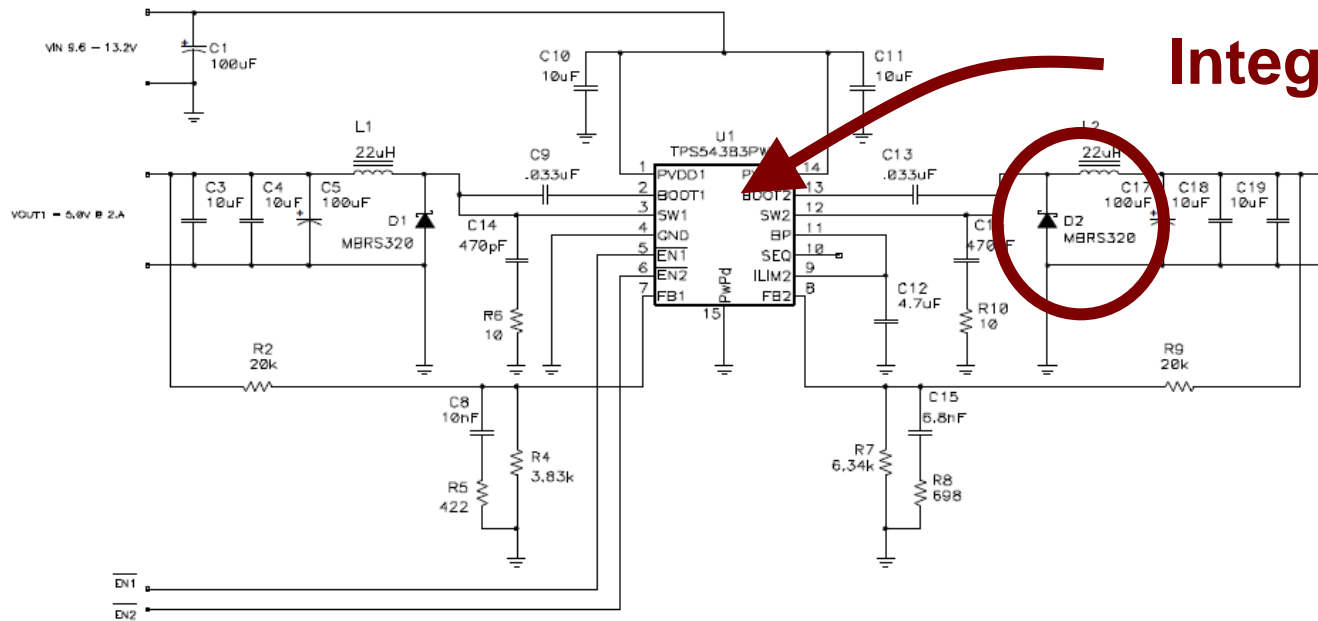 Integ
VIN 9.6 - 13.2V
C1
100uF
C10
10uF
C11
10uF
L1
22uH
C9
.033uF
U1
TPS54383PW
C13
.033uF
L2
22uH
C3
10uF
C4
10uF
C5
100uF
VOUT1 = 5.0V @ 2.A
D1
MBRS320
C14
470pF
R6
10
1 PVDD1
2 BOOT1
3 SW1
4 GND
5 EN1
6 EN2
7 FB1
14
13 BOOT2
12 SW2
11 BP
10 SEQ
9 ILIM2
8 FB2
PwPd
15
C12
4.7uF
R10
10
D2
MBRS320
C17
100uF
C18
10uF
C19
10uF
R2
20k
R9
20k
C8
10nF
R5
422
R4
3.83k
R7
6.34k
C15
6.8nF
R8
698
EN1
EN2